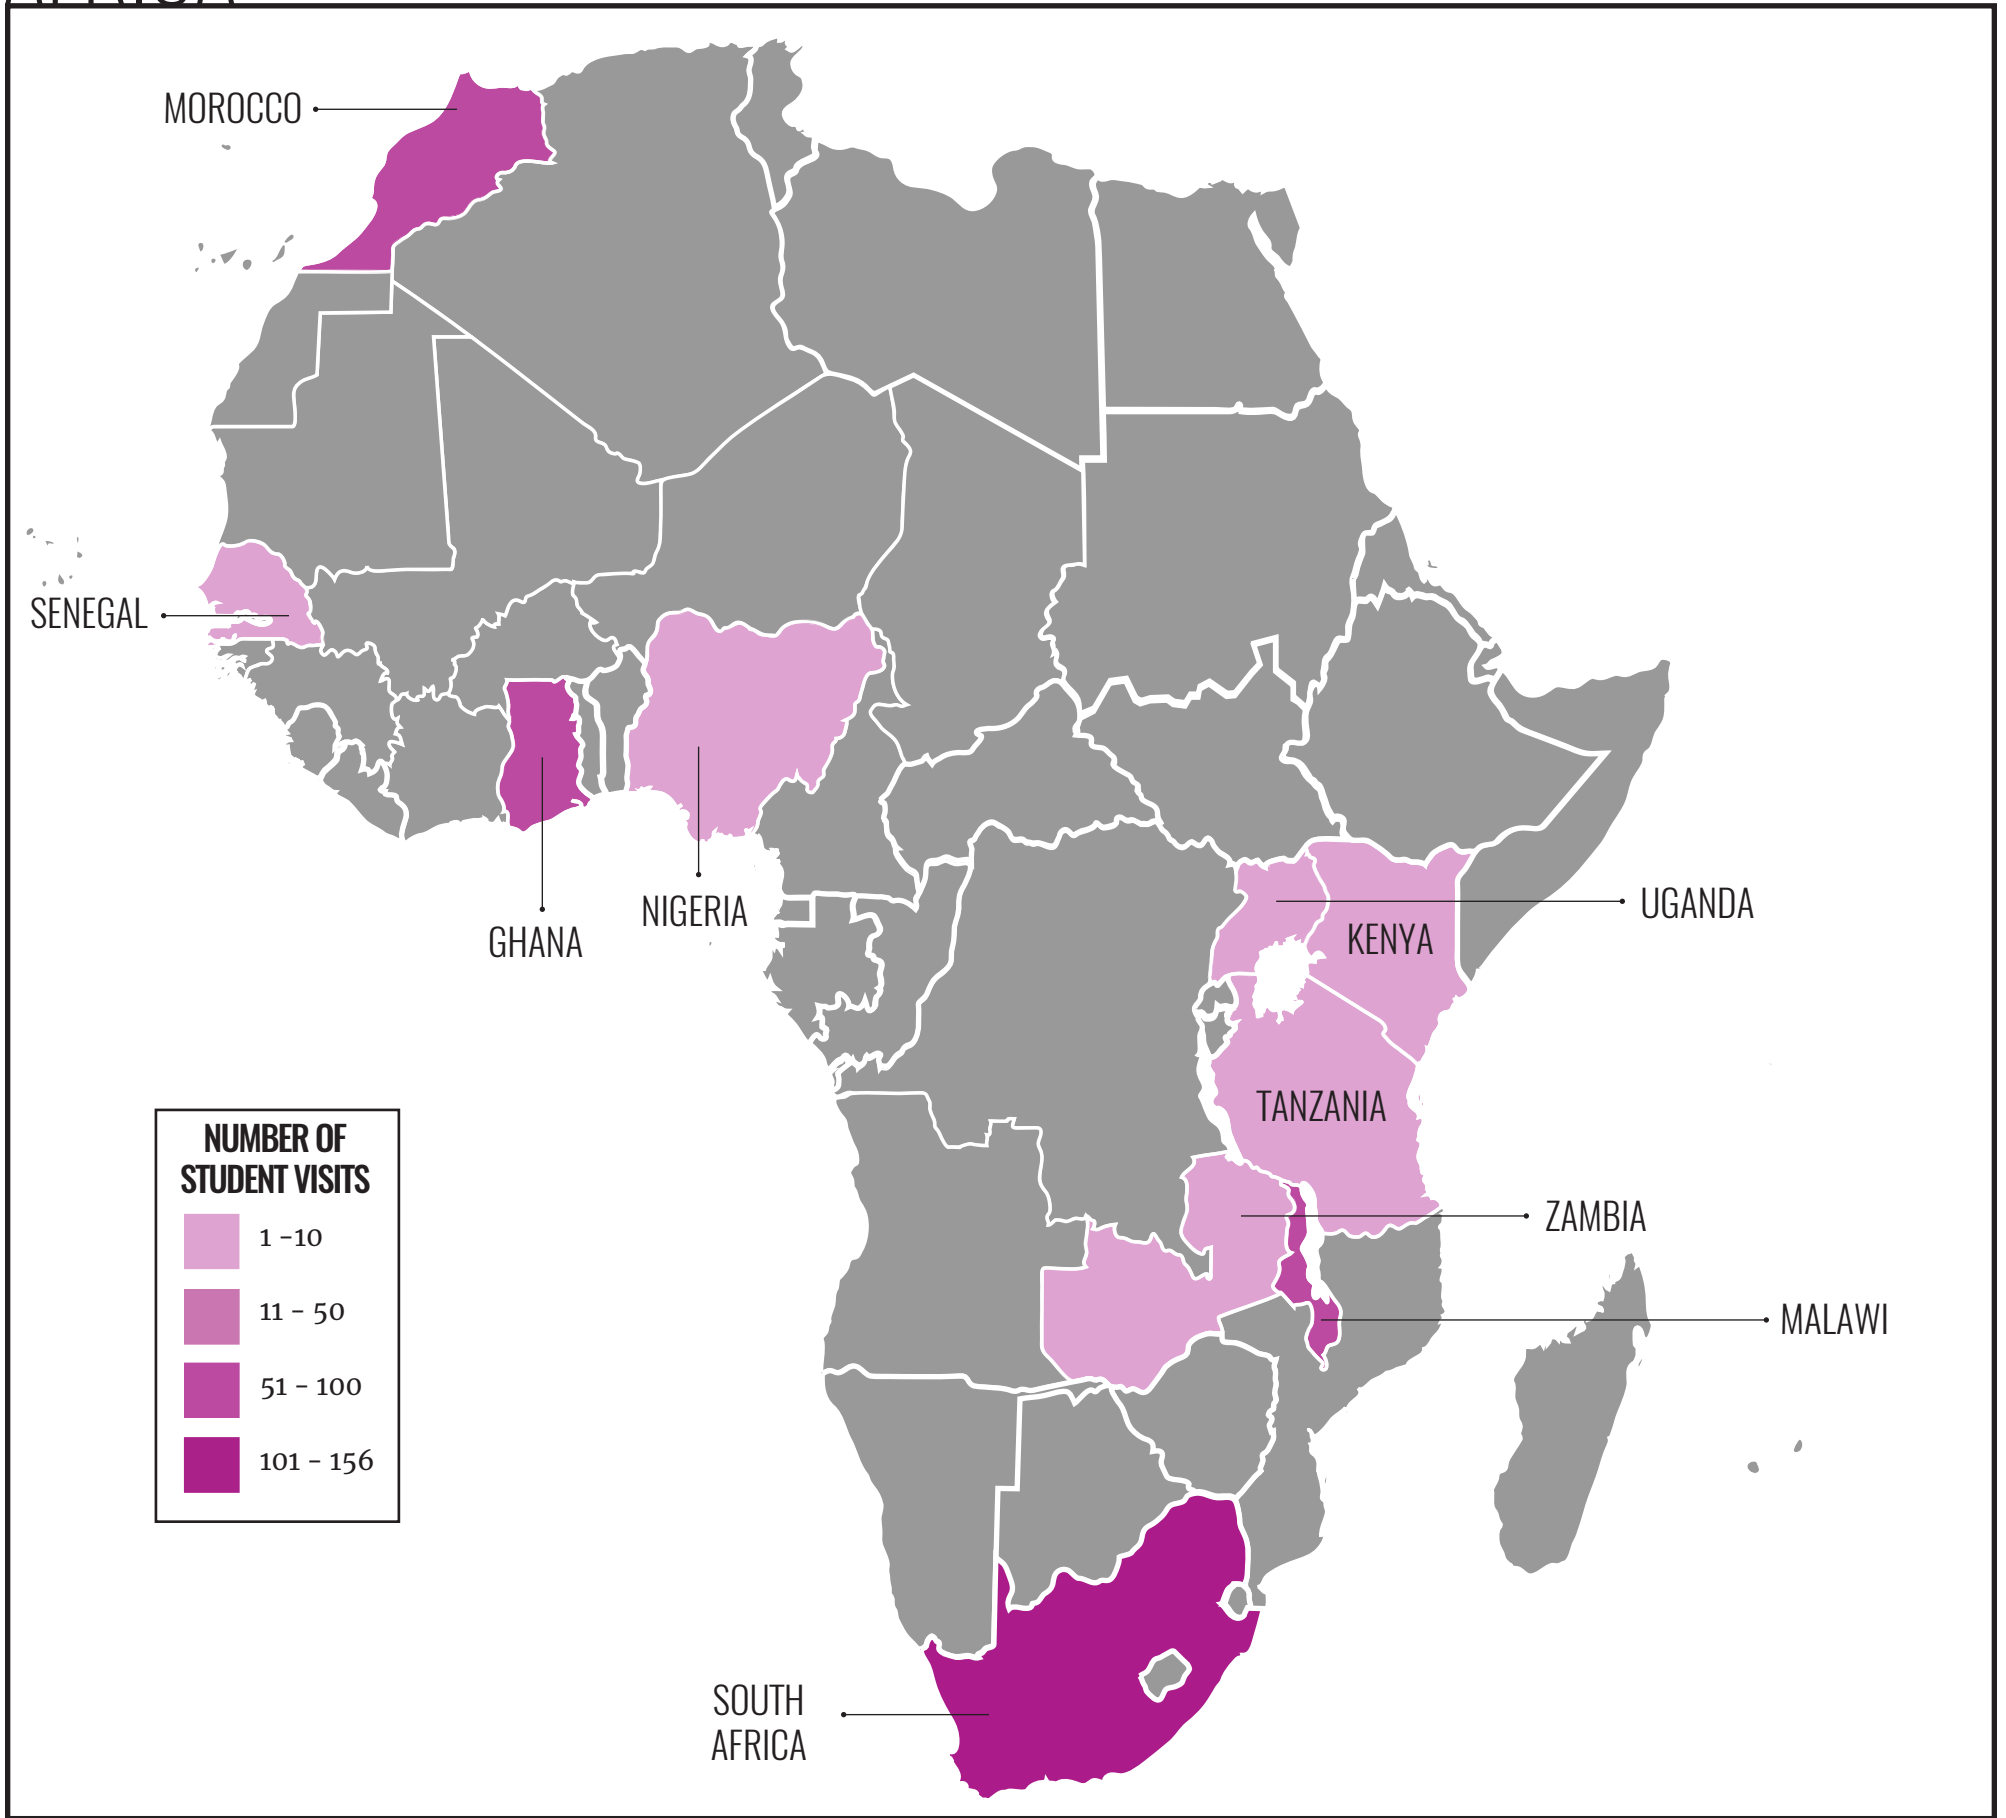 AFRICA
MOROCCO
SENEGAL
GHANA
NIGERIA
UGANDA
KENYA
TANZANIA
ZAMBIA
MALAWI
SOUTH
AFRICA
NUMBER OF
STUDENT VISITS
1 –10
11 – 50
51 – 100
101 – 156